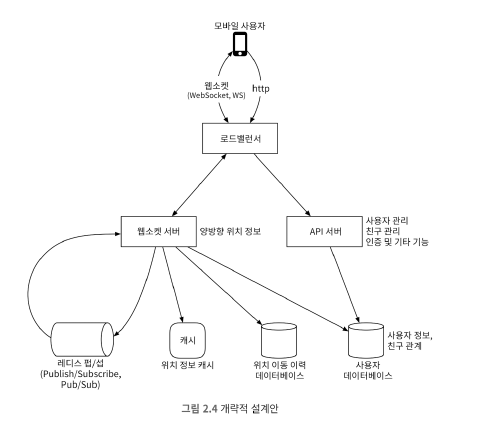 모바일 사용자
웹소켓
(WebSocket, WS)
http
로드밸런서
웹소켓 서버
양방향 위치 정보
API 서버
사용자 관리
친구 관리
인증 및 기타 기능
레디스 펍/섭
(Publish/Subscribe,
Pub/Sub)
캐시
위치 정보 캐시
위치 이동 이력
데이터베이스
사용자
데이터베이스
사용자 정보,
친구 관계
그림 2.4 개략적 설계안